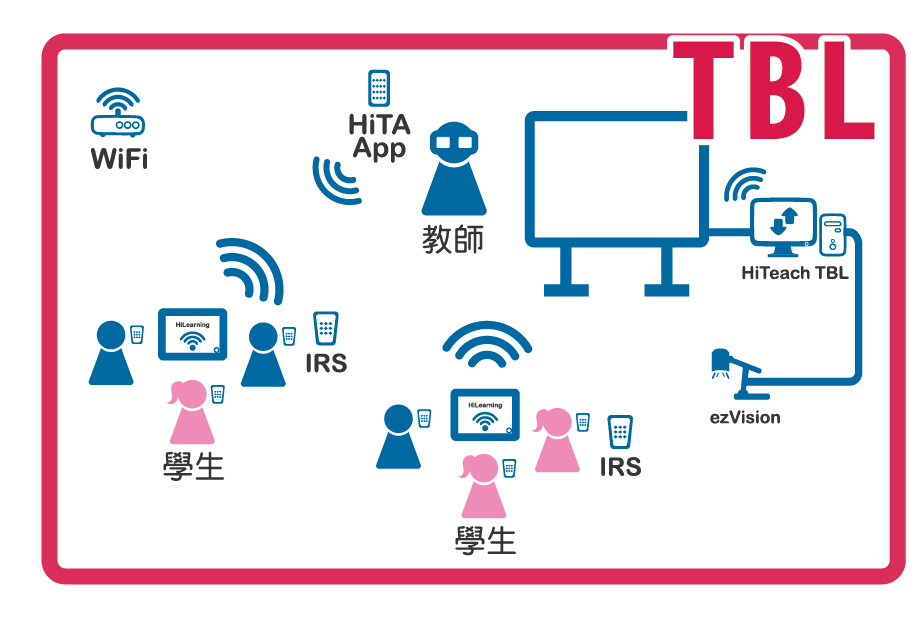 TBL
WiFi
HiTA
App
教師
HiTeach TBL
HiLearning
IRS
學生
ezVision
HiLearning
IRS
學生